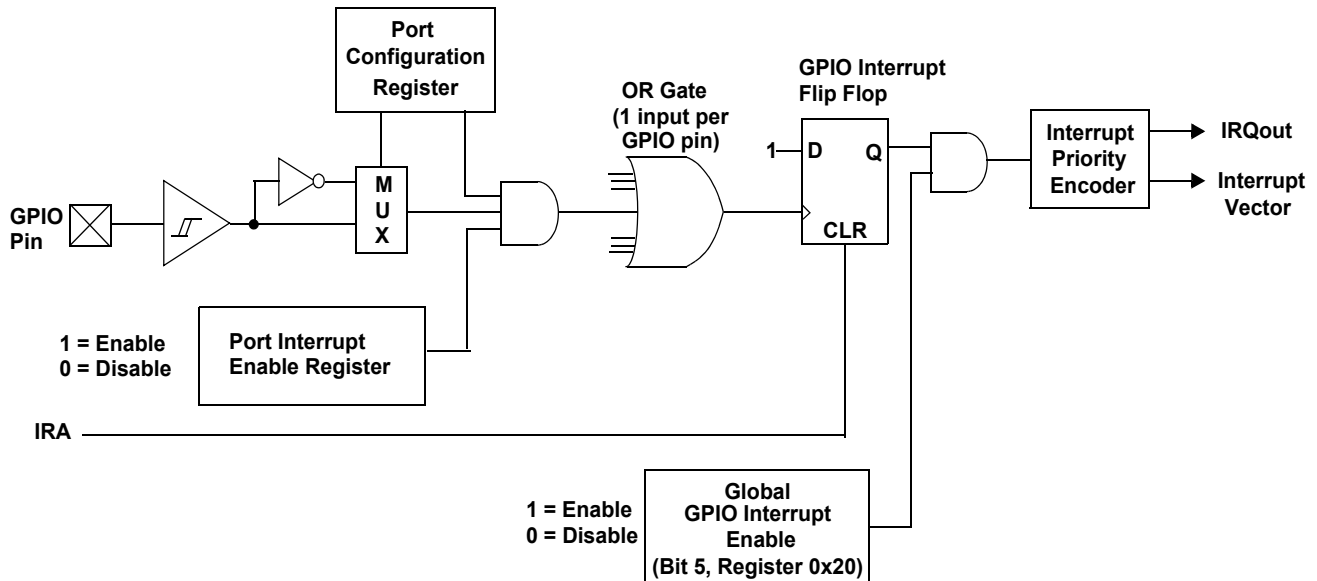 Port
Configuration
Register
GPIO Interrupt
Flip Flop
OR Gate
(1 input per
GPIO pin)
M
U
X
GPIO
Pin
1
D
Q
CLR
Interrupt
Priority
Encoder
IRQout
Interrupt
Vector
1 = Enable
0 = Disable
Port Interrupt
Enable Register
IRA
1 = Enable
0 = Disable
Global
GPIO Interrupt
Enable
(Bit 5, Register 0x20)